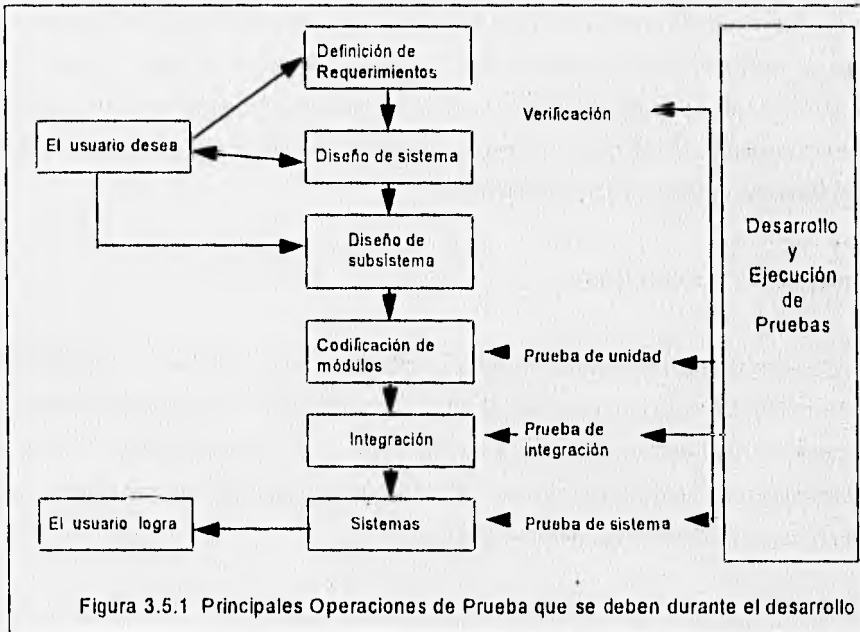 Definición de
Requerimientos
Verificación
El usuario desea
Diseño de sistema
Diseño de
subsistema
Desarrollo
y
Ejecución
de
Pruebas
Codificación de
módulos
Prueba de unidad
Integración
Prueba de
integración
El usuario logra
Sistemas
Prueba de sistema
Figura 3.5.1 Principales Operaciones de Prueba que se deben durante el desarrollo